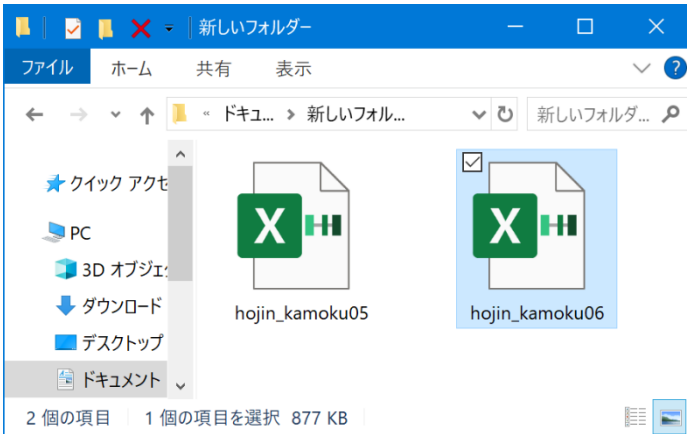 新しいフォルダー
ファイル ホーム 共有 表示
« ドキュ... › 新しいフォル... 新しいフォルダ...
クイック アクセ
PC
3D オブジェ
ダウンロード
デスクトップ
ドキュメント
hojin_kamoku05 hojin_kamoku06
2 個の項目 1 個の項目を選択 877 KB